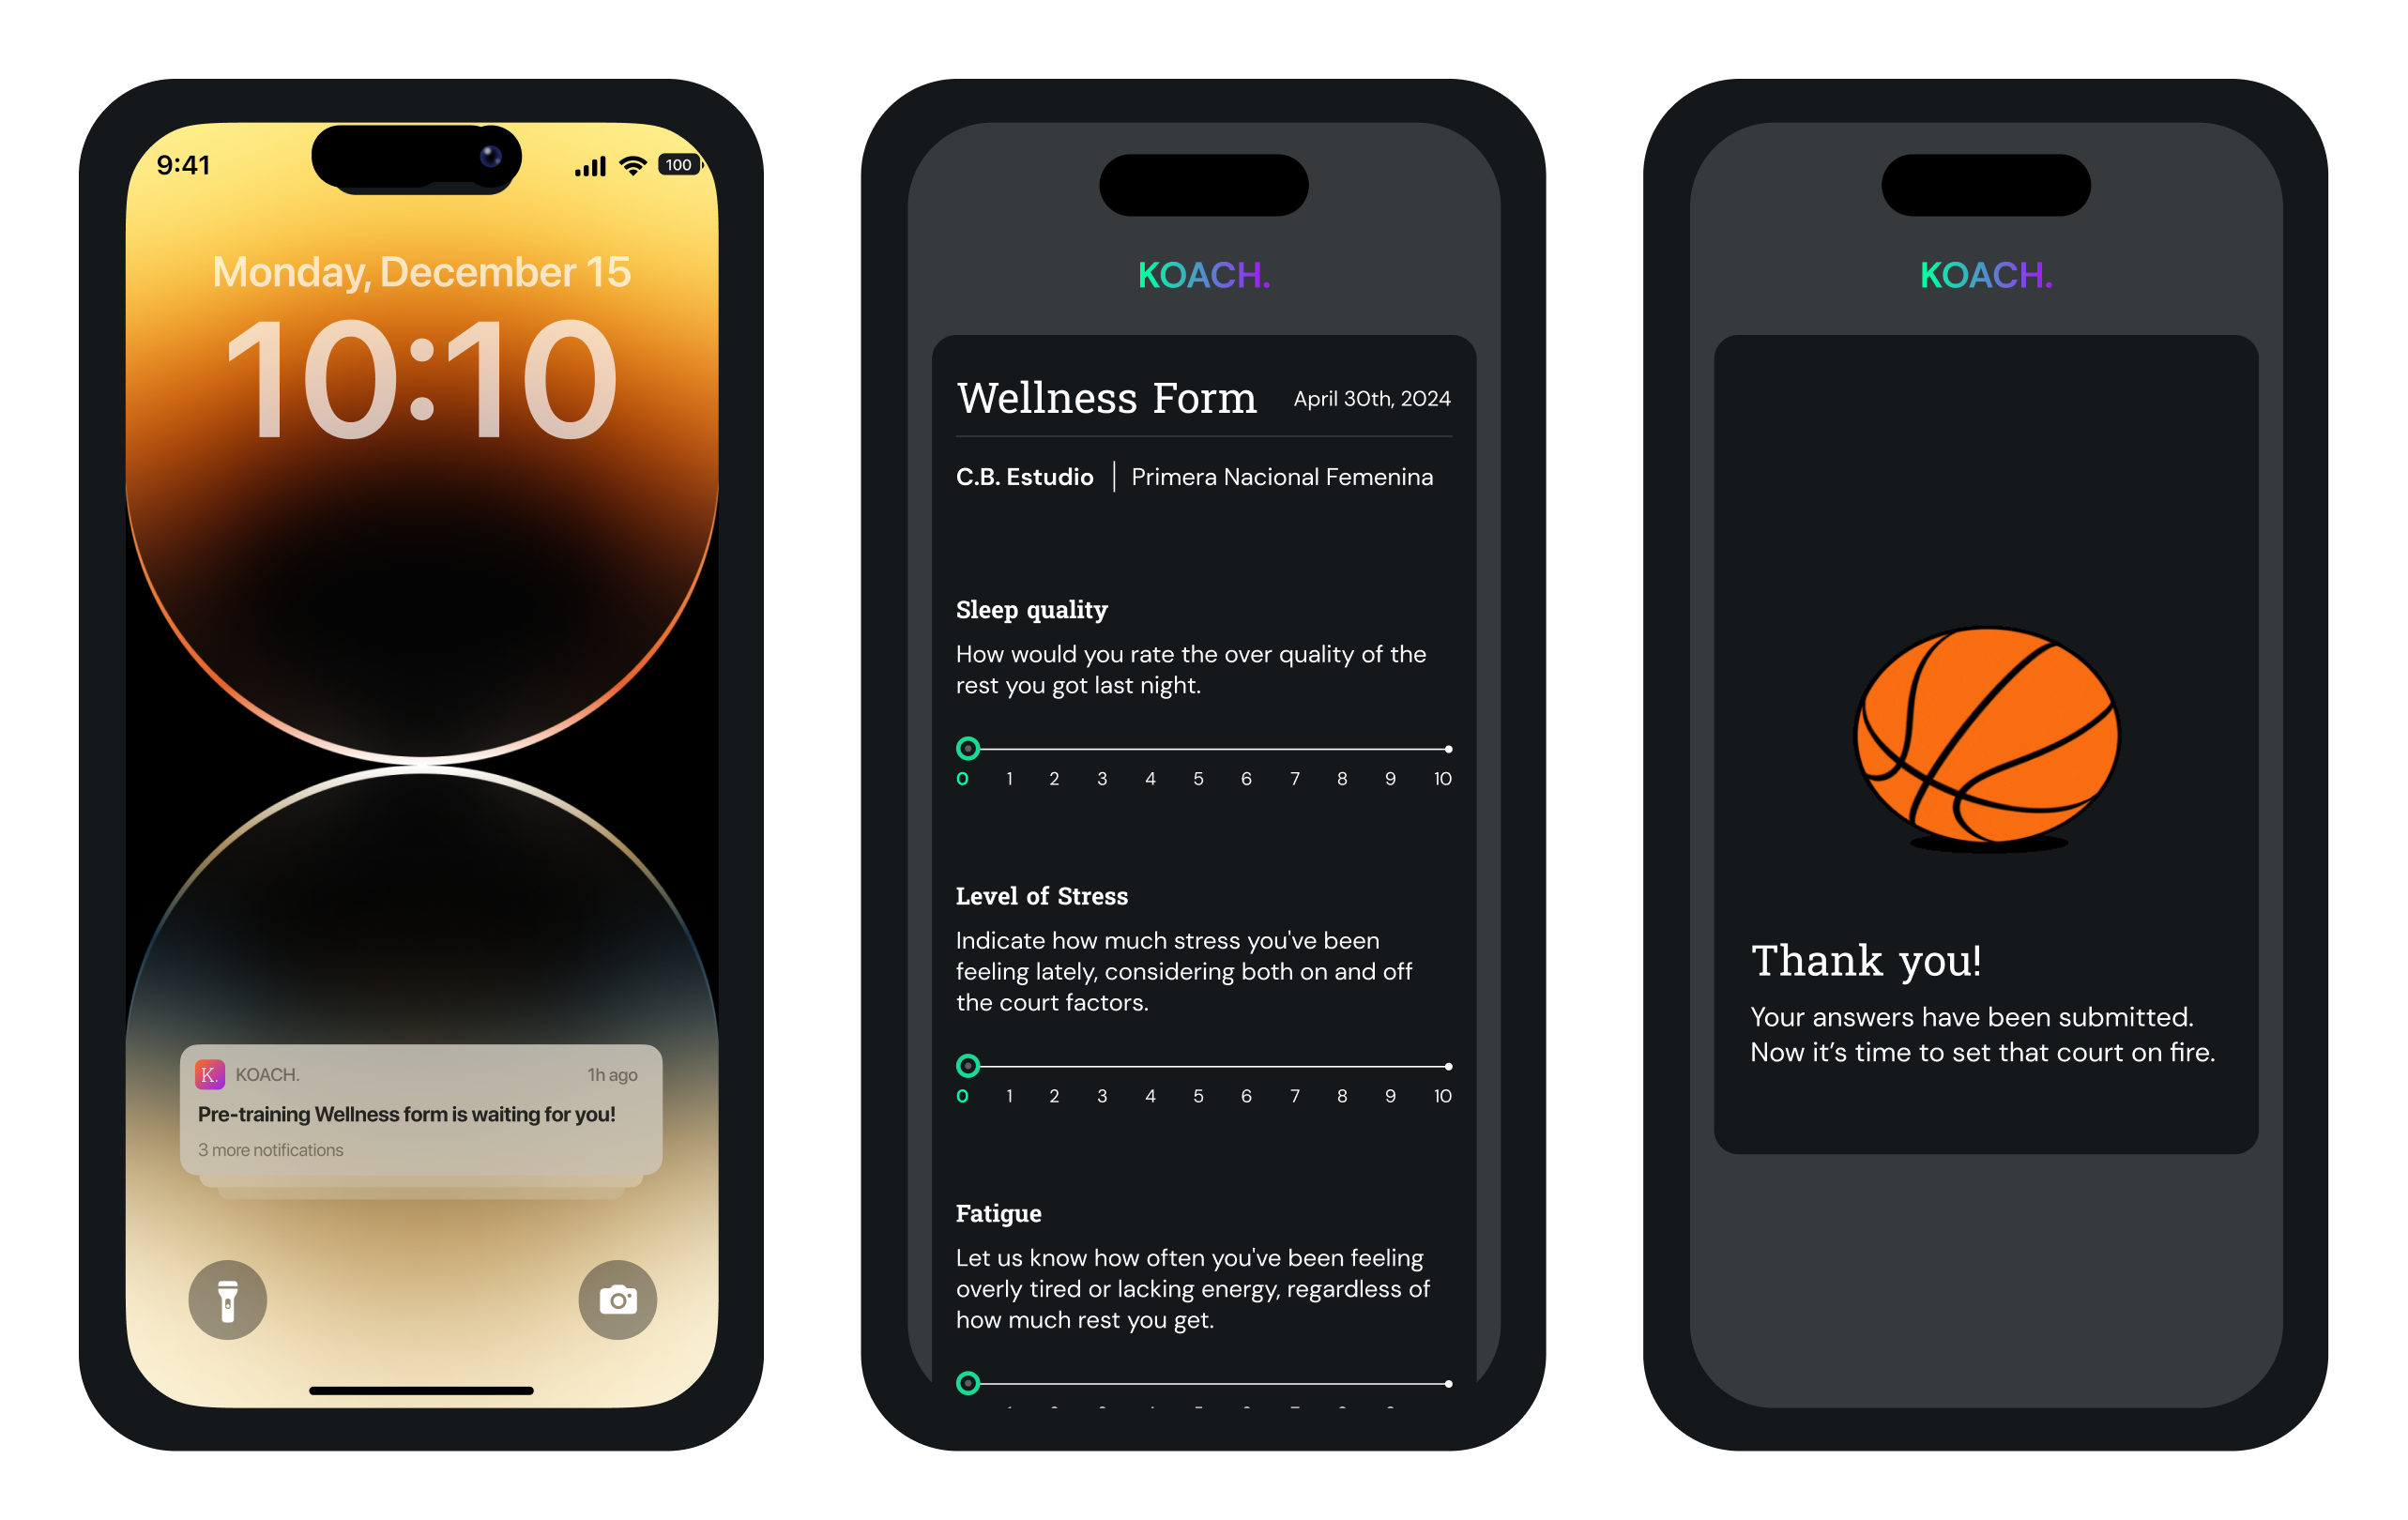 9:41
100
Monday, December 15
10:10
K. KOACH. 1h ago
Pre-training Wellness form is waiting for you!
3 more notifications
KOACH.
Wellness Form April 30th, 2024
C.B. Estudio | Primera Nacional Femenina
Sleep quality
How would you rate the over quality of the
rest you got last night.
0 1 2 3 4 5 6 7 8 9 10
Level of Stress
Indicate how much stress you've been
feeling lately, considering both on and off
the court factors.
0 1 2 3 4 5 6 7 8 9 10
Fatigue
Let us know how often you've been feeling
overly tired or lacking energy, regardless of
how much rest you get.
KOACH.
Thank you!
Your answers have been submitted.
Now it’s time to set that court on fire.